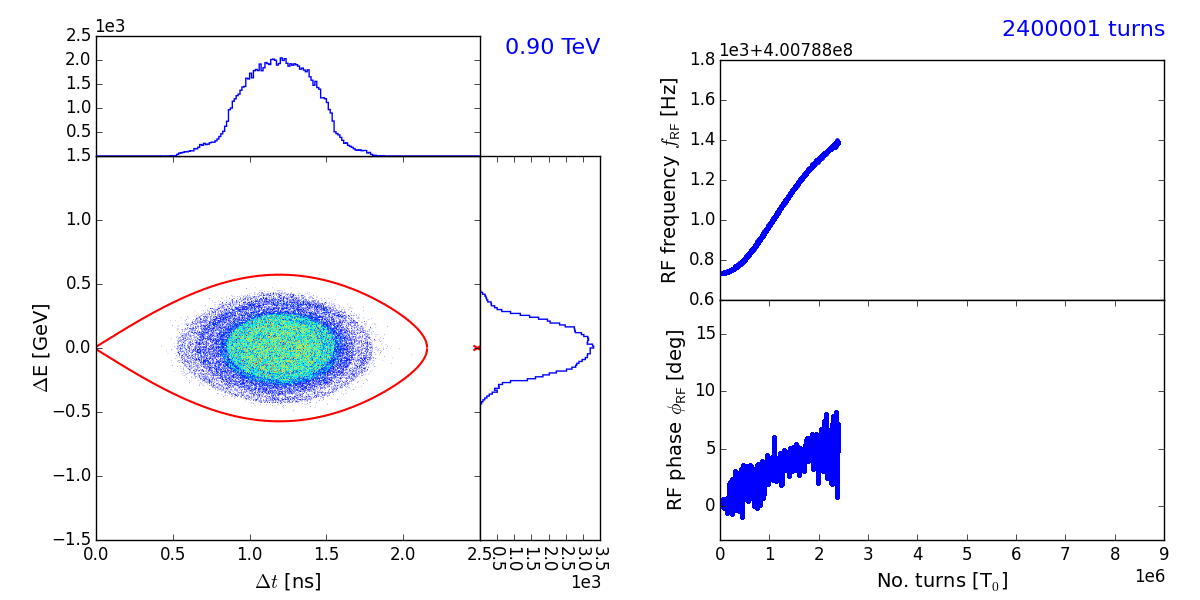 1e3
0.90 TeV
2400001 turns
2.5
2.0
1.5
1.0
0.5
1.5
1.0
0.5
0.0
−0.5
−1.0
−1.5
ΔE [GeV]
0.0 0.5 1.0 1.5 2.0 2.5
Δt [ns]
0.5 1.0 1.5 2.0 2.5 3.0 3.5
1e3
1e3+4.00788e8
1.8
1.6
1.4
1.2
1.0
0.8
0.6
RF frequency f_RF [Hz]
15
10
5
0
RF phase ϕ_RF [deg]
0 1 2 3 4 5 6 7 8 9
1e6
No. turns [T₀]